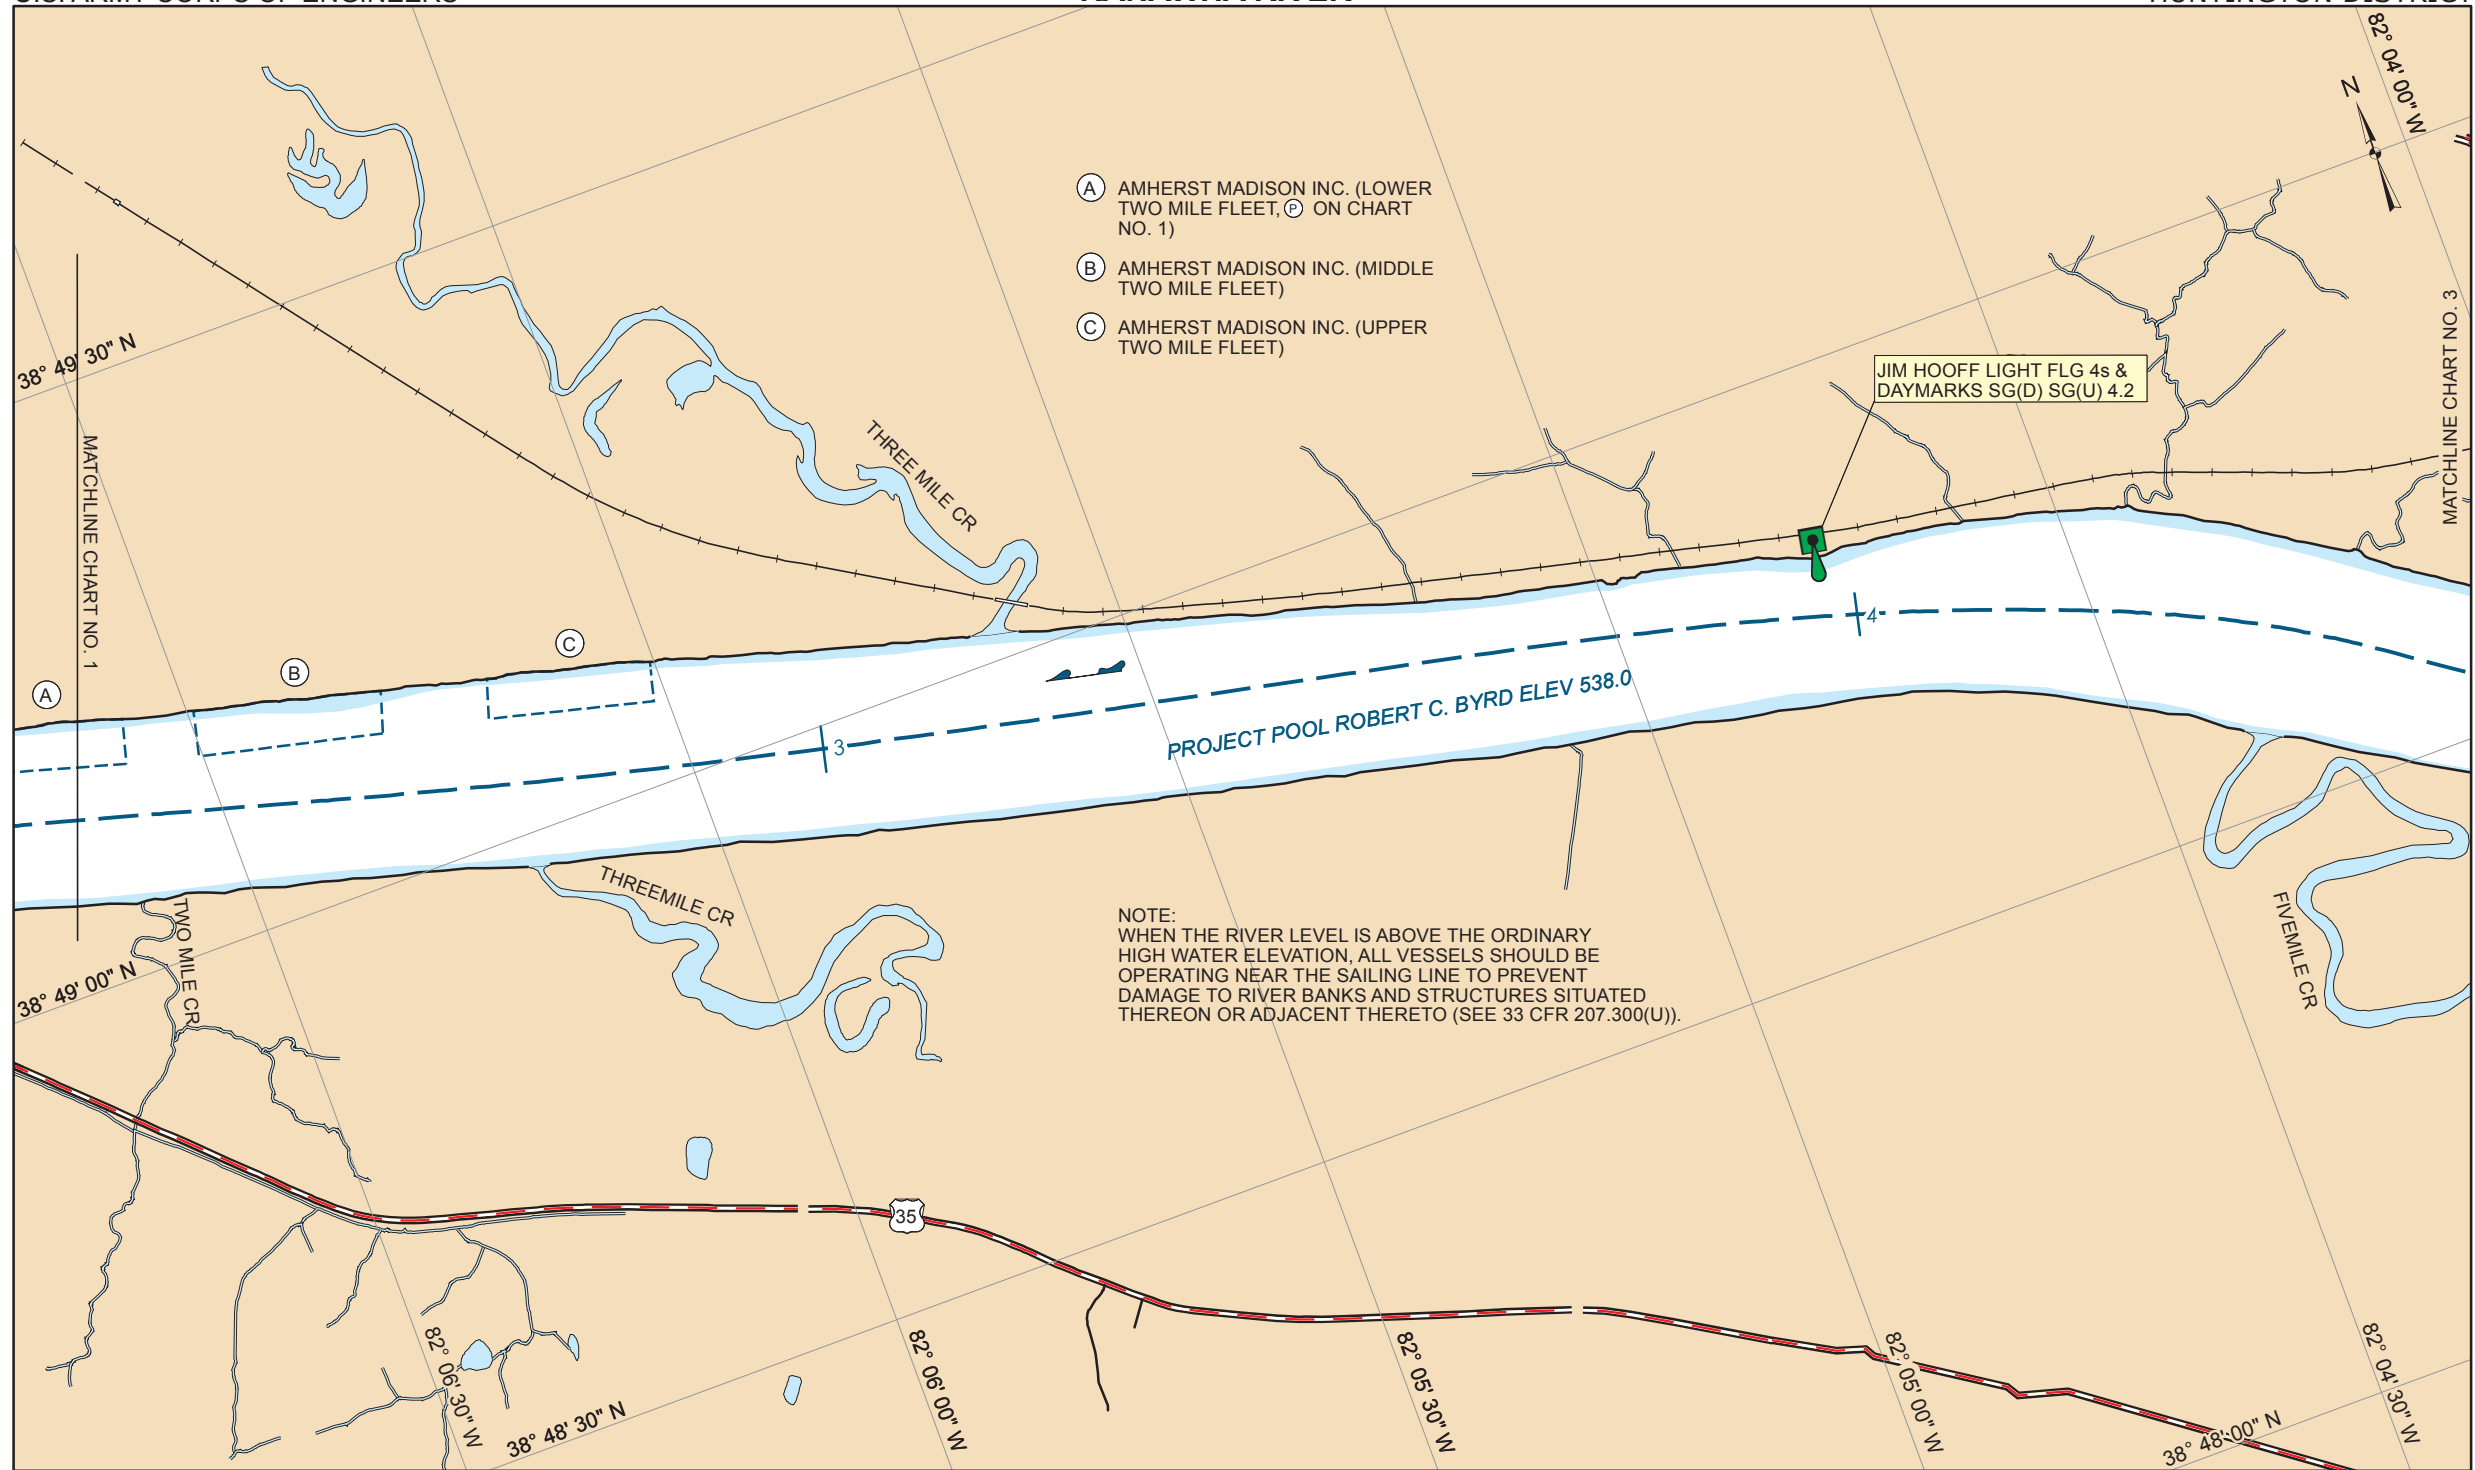 82° 04' 00" W
N
A AMHERST MADISON INC. (LOWER
TWO MILE FLEET, P ON CHART
NO. 1)
B AMHERST MADISON INC. (MIDDLE
TWO MILE FLEET)
C AMHERST MADISON INC. (UPPER
TWO MILE FLEET)
38° 49' 30" N
MATCHLINE CHART NO. 3
JIM HOOFF LIGHT FLG 4s &
DAYMARKS SG(D) SG(U) 4.2
THREE MILE CR
MATCHLINE CHART NO. 1
A
B
C
4
3
PROJECT POOL ROBERT C. BYRD ELEV 538.0
THREEMILE CR
TWO MILE CR
NOTE:
WHEN THE RIVER LEVEL IS ABOVE THE ORDINARY
HIGH WATER ELEVATION, ALL VESSELS SHOULD BE
OPERATING NEAR THE SAILING LINE TO PREVENT
DAMAGE TO RIVER BANKS AND STRUCTURES SITUATED
THEREON OR ADJACENT THERETO (SEE 33 CFR 207.300(U)).
FIVEMILE CR
38° 49' 00" N
35
82° 06' 30" W
82° 06' 00" W
82° 05' 30" W
82° 05' 00" W
82° 04' 30" W
38° 48' 30" N
38° 48' 00" N